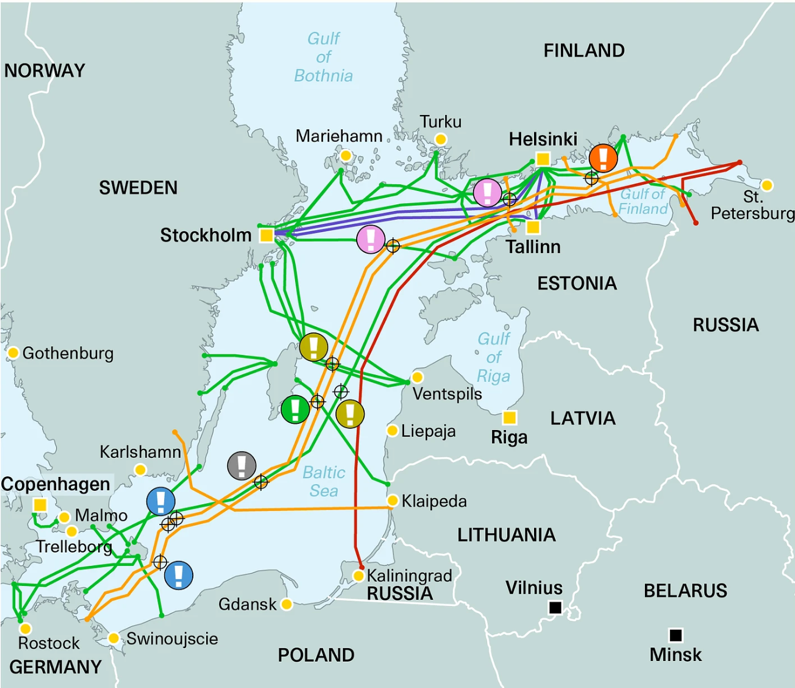 Gulf
of
Bothnia
FINLAND
NORWAY
Turku
Mariehamn
Helsinki
!
SWEDEN
!
Gulf of
Finland
St.
Petersburg
Stockholm
!
Tallinn
ESTONIA
RUSSIA
Gulf
of
Riga
!
Gothenburg
Ventspils
!
!
LATVIA
Liepaja
Riga
Karlshamn
!
Baltic
Sea
Copenhagen
!
Klaipeda
Malmo
LITHUANIA
Trelleborg
!
Kaliningrad
RUSSIA
Vilnius
BELARUS
Gdansk
Rostock
Swinoujscie
GERMANY
POLAND
Minsk